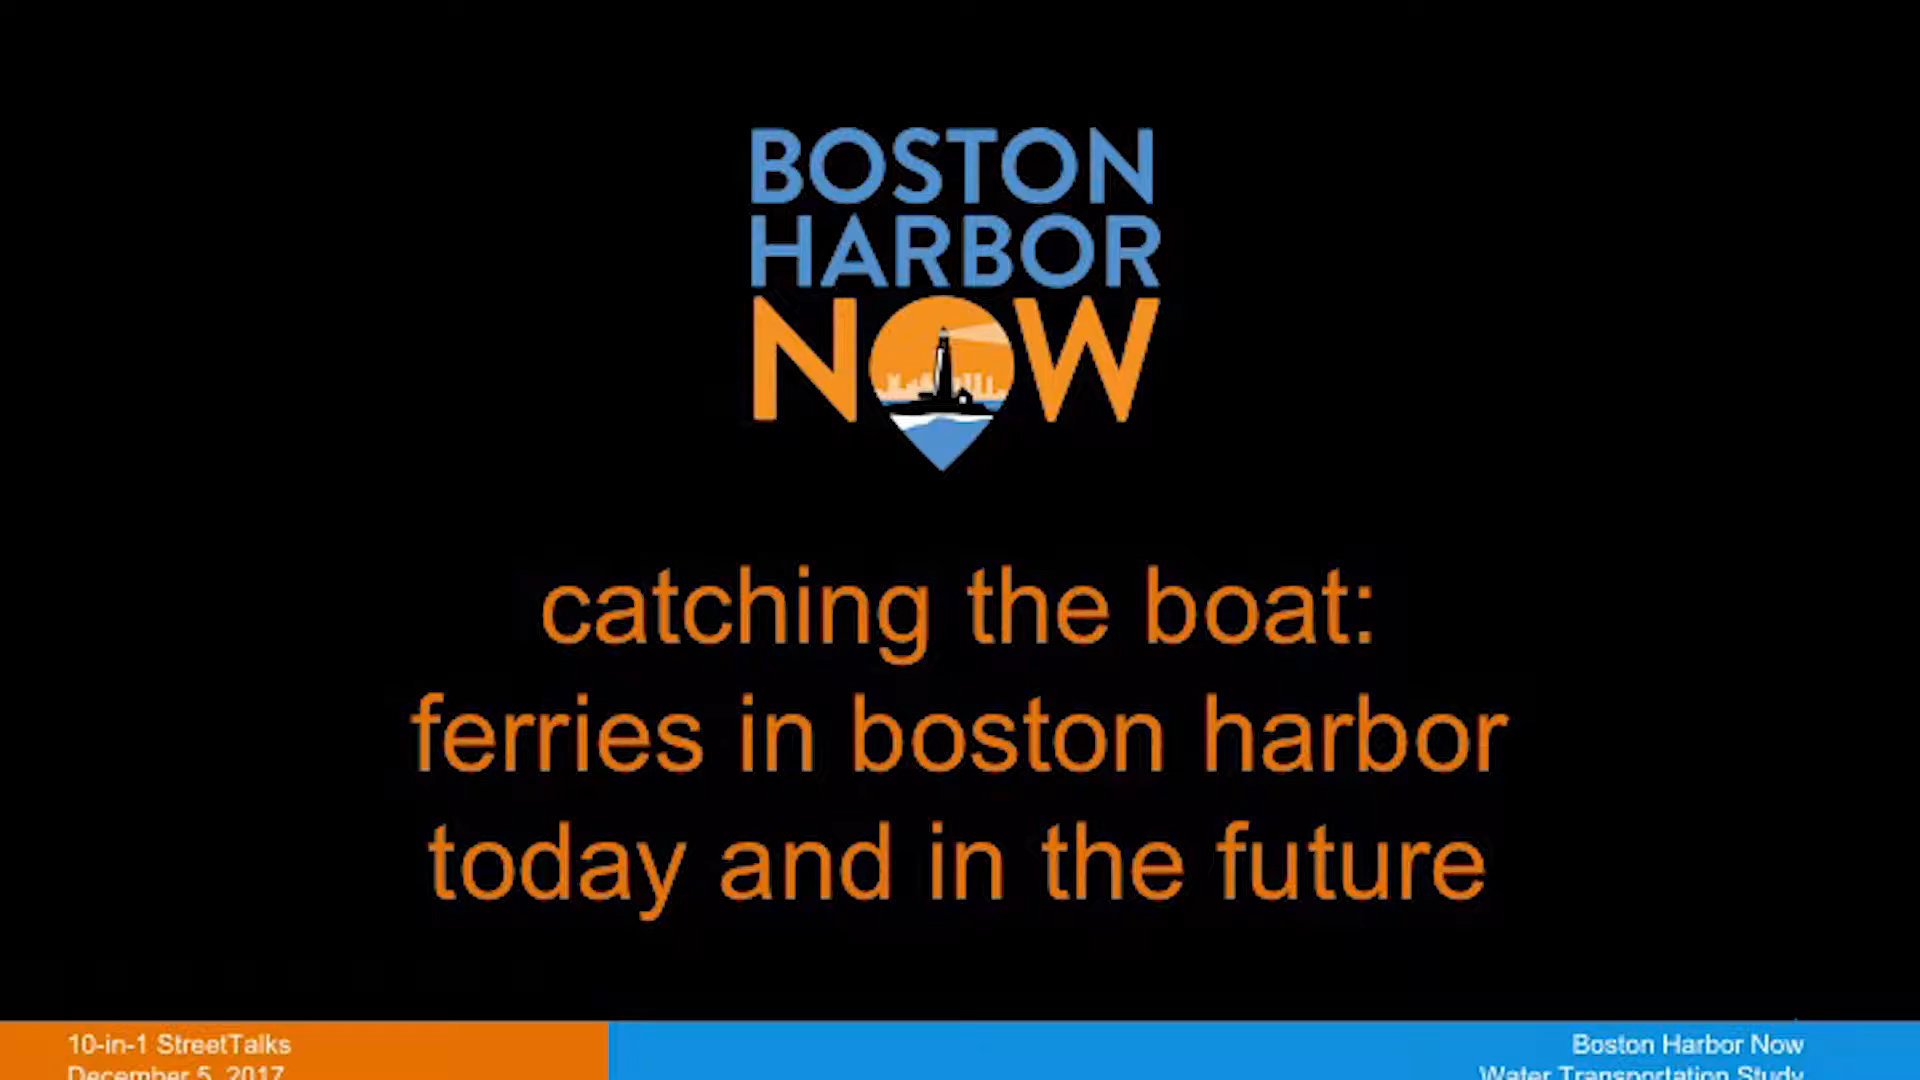 BOSTON
HARBOR
NOW
catching the boat:
ferries in boston harbor
today and in the future
10-in-1 StreetTalks
December 5, 2017
Boston Harbor Now
Water Transportation Study